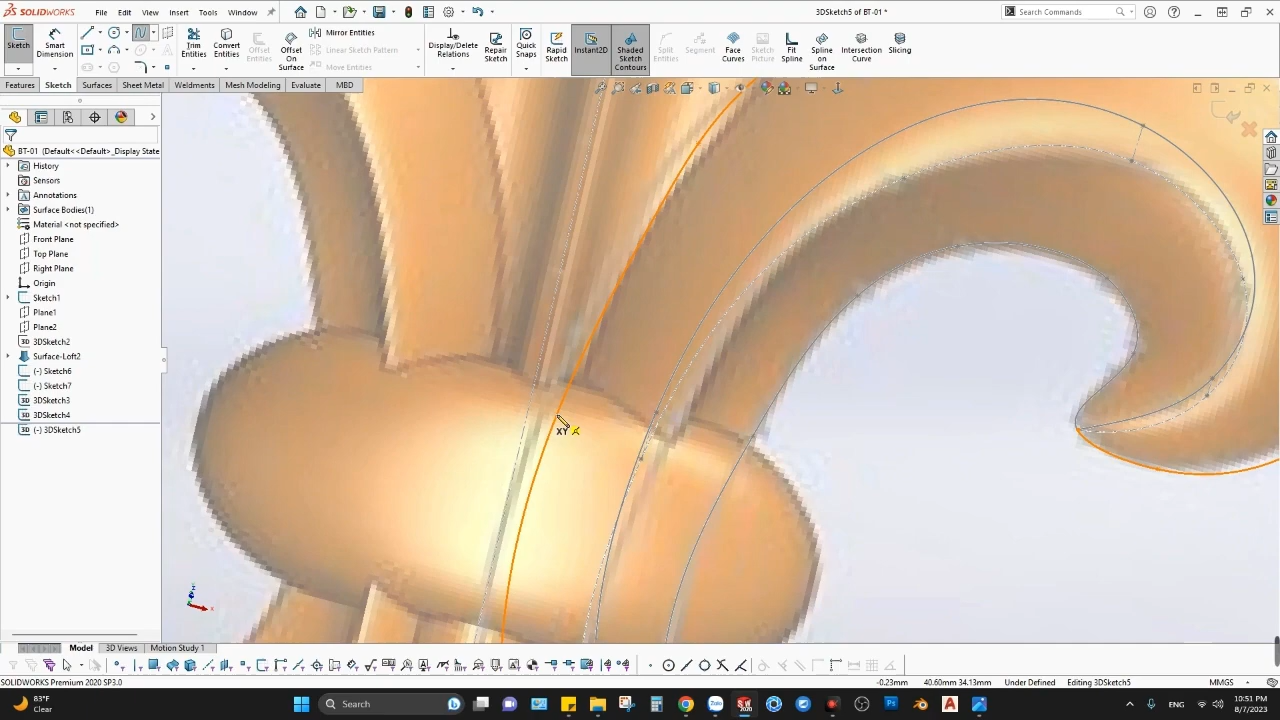 SOLIDWORKS File Edit View Insert Tools Window 3DSketch5 of BT-01 * Search Commands
Sketch Smart Dimension Trim Entities Convert Entities Offset Entities Offset On Surface Mirror Entities Linear Sketch Pattern Move Entities Display/Delete Relations Repair Sketch Quick Snaps Rapid Sketch Instant2D Shaded Sketch Contours Split Entities Segment Face Curves Sketch Picture Fit Spline Spline on Surface Intersection Curve Slicing
Features Sketch Surfaces Sheet Metal Weldments Mesh Modeling Evaluate MBD
BT-01 (Default<<Default>_Display State
History
Sensors
Annotations
Surface Bodies(1)
Material <not specified>
Front Plane
Top Plane
Right Plane
Origin
Sketch1
Plane1
Plane2
3DSketch2
Surface-Loft2
(-) Sketch6
(-) Sketch7
3DSketch3
3DSketch4
(-) 3DSketch5
XY
Z
X
Model 3D Views Motion Study 1
SOLIDWORKS Premium 2020 SP3.0 -0.23mm 40.60mm 34.13mm Under Defined Editing 3DSketch5 MMGS
83°F
Clear
Search
Zalo
ENG
10:51 PM
8/7/2023